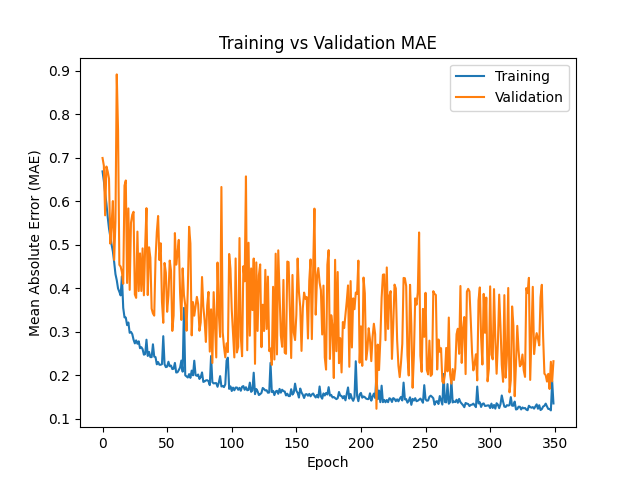 Training vs Validation MAE
Training
Validation
0.9
0.8
0.7
0.6
0.5
0.4
0.3
0.2
0.1
Mean Absolute Error (MAE)
0 50 100 150 200 250 300 350
Epoch